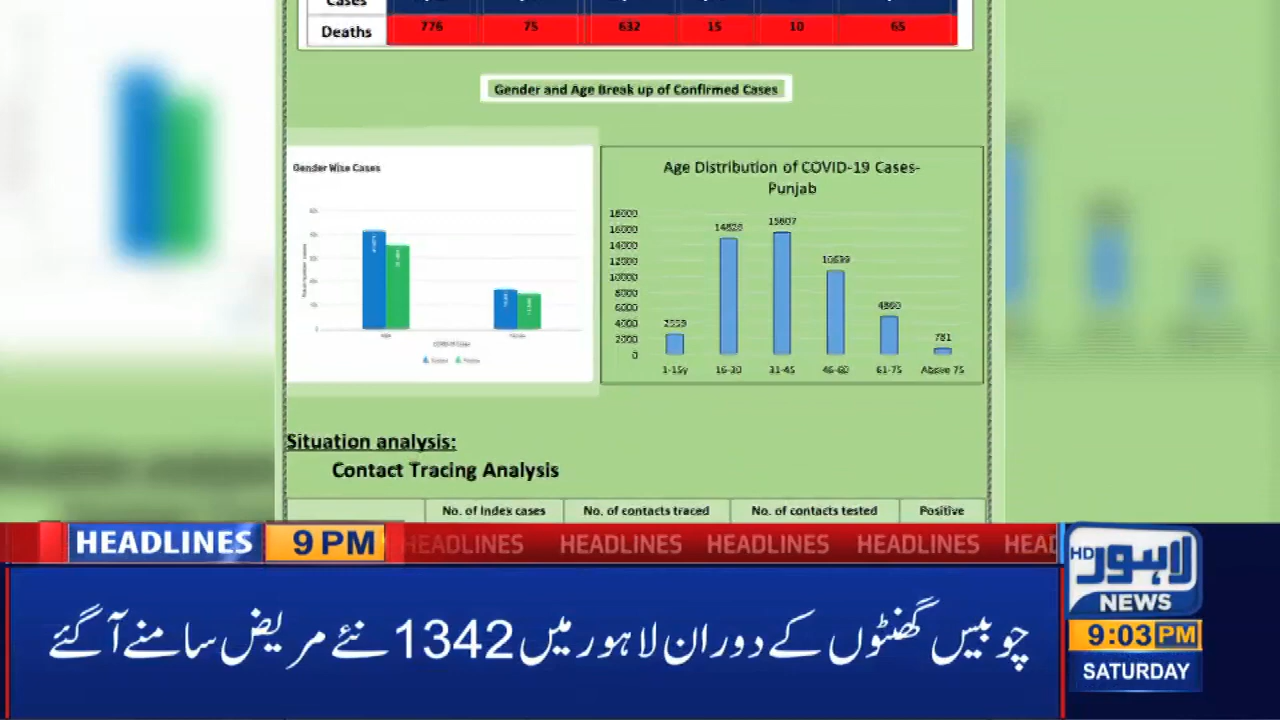 Cases
Deaths 776 75 632 15 10 65
Gender and Age Break up of Confirmed Cases
Gender Wise Cases
Age Distribution of COVID-19 Cases-
Punjab
18000
16000
14000
12000
10000
8000
6000
4000
2000
0
15607
10639
4860
781
1-15y 16-30 31-45 46-60 61-75 Above 75
Situation analysis:
Contact Tracing Analysis
No. of Index cases No. of contacts traced No. of contacts tested Positive
HEADLINES 9 PM HEADLINES HEADLINES HEADLINES HEADLINES HEAD
چوبیس گھنٹوں کے دوران لاہور میں 1342 نئے مریض سامنے آگئے
HD لاہور
NEWS
9:03 PM
SATURDAY